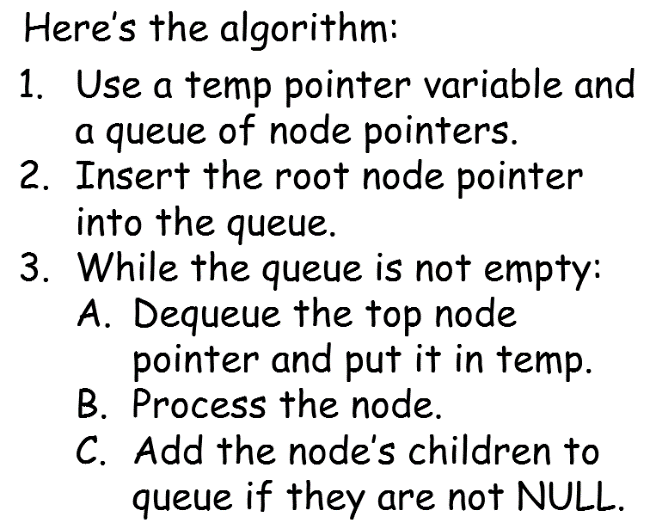 Here's the algorithm:
1. Use a temp pointer variable and
a queue of node pointers.
2. Insert the root node pointer
into the queue.
3. While the queue is not empty:
A. Dequeue the top node
pointer and put it in temp.
B. Process the node.
C. Add the node's children to
queue if they are not NULL.